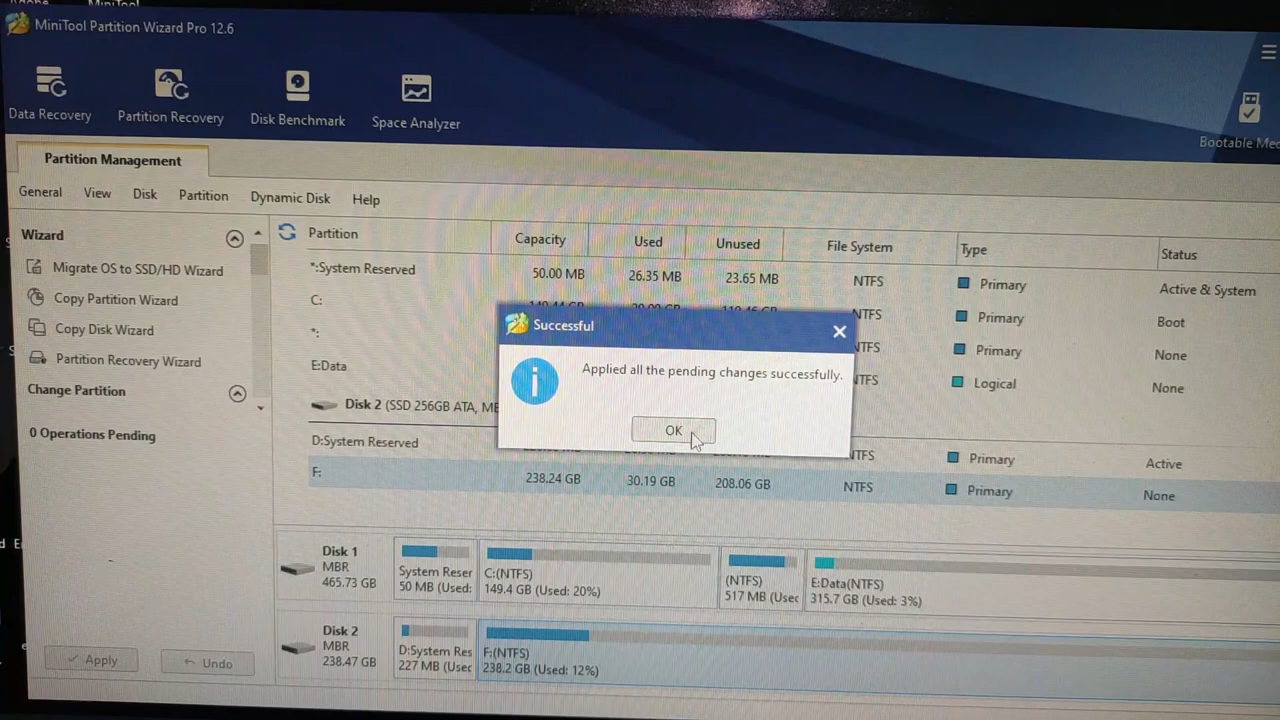 MiniTool Partition Wizard Pro 12.6
Data Recovery
Partition Recovery
Disk Benchmark
Space Analyzer
Partition Management
General View Disk Partition Dynamic Disk Help
Wizard
Migrate OS to SSD/HD Wizard
Copy Partition Wizard
Copy Disk Wizard
Partition Recovery Wizard
Change Partition
0 Operations Pending
Apply Undo
Partition Capacity Used Unused File System Type Status
*:System Reserved 50.00 MB 26.35 MB 23.65 MB NTFS Primary Active & System
C: Primary Boot
*: Primary None
E:Data Logical None
Disk 2 (SSD 256GB ATA,
D:System Reserved Primary Active
F: 238.24 GB 30.19 GB 208.06 GB NTFS Primary None
Successful
Applied all the pending changes successfully.
OK
Disk 1
MBR
465.73 GB
System Reser
50 MB (Used:
C:(NTFS)
149.4 GB (Used: 20%)
(NTFS)
517 MB (Usec
E:Data(NTFS)
315.7 GB (Used: 3%)
Disk 2
MBR
238.47 GB
D:System Res
227 MB (Usec
F:(NTFS)
238.2 GB (Used: 12%)